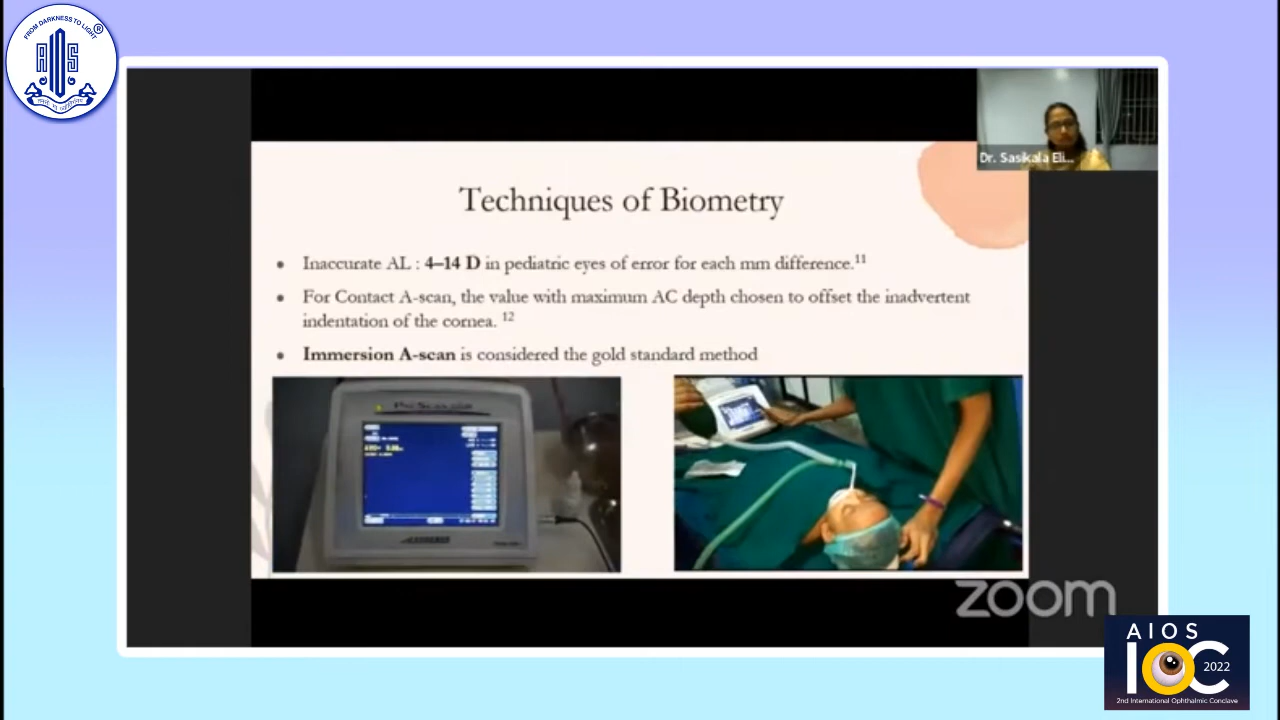 FROM DARKNESS TO LIGHT
®
AIOS
Dr. Sasikala Eli...
Techniques of Biometry
• Inaccurate AL : 4–14 D in pediatric eyes of error for each mm difference.11
• For Contact A-scan, the value with maximum AC depth chosen to offset the inadvertent
indentation of the cornea. 12
• Immersion A-scan is considered the gold standard method
zoom
AIOS
IOC
2022
2nd International Ophthalmic Conclave